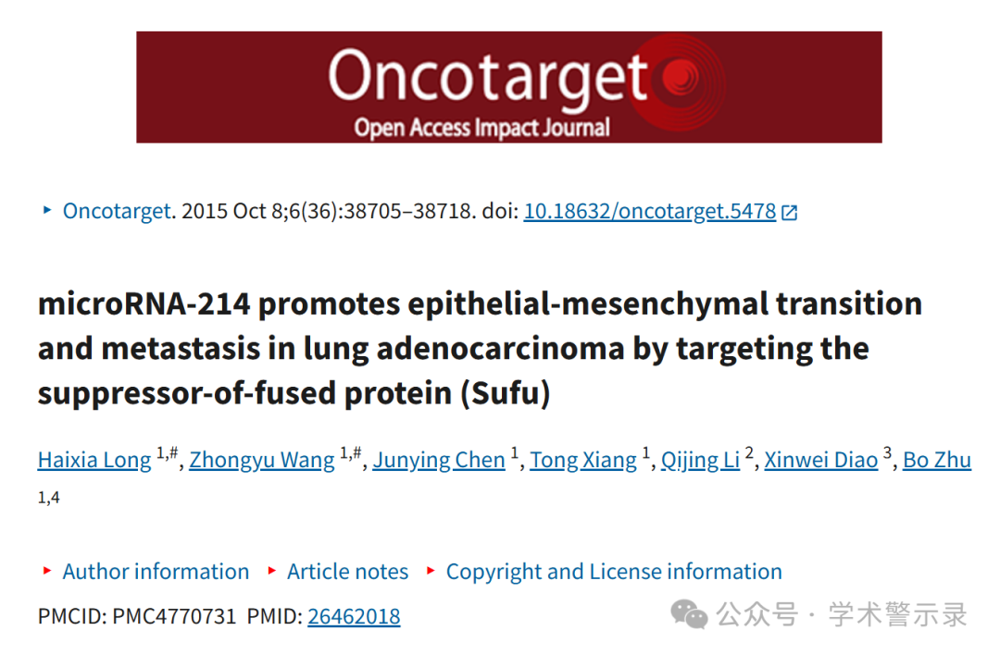 Oncotarget
Open Access Impact Journal
▸ Oncotarget. 2015 Oct 8;6(36):38705–38718. doi: 10.18632/oncotarget.5478
microRNA-214 promotes epithelial-mesenchymal transition
and metastasis in lung adenocarcinoma by targeting the
suppressor-of-fused protein (Sufu)
Haixia Long 1,#, Zhongyu Wang 1,#, Junying Chen 1, Tong Xiang 1, Qijing Li 2, Xinwei Diao 3, Bo Zhu
1,4
▸ Author information ▸ Article notes ▸ Copyright and License information
PMCID: PMC4770731 PMID: 26462018
公众号 · 学术警示录